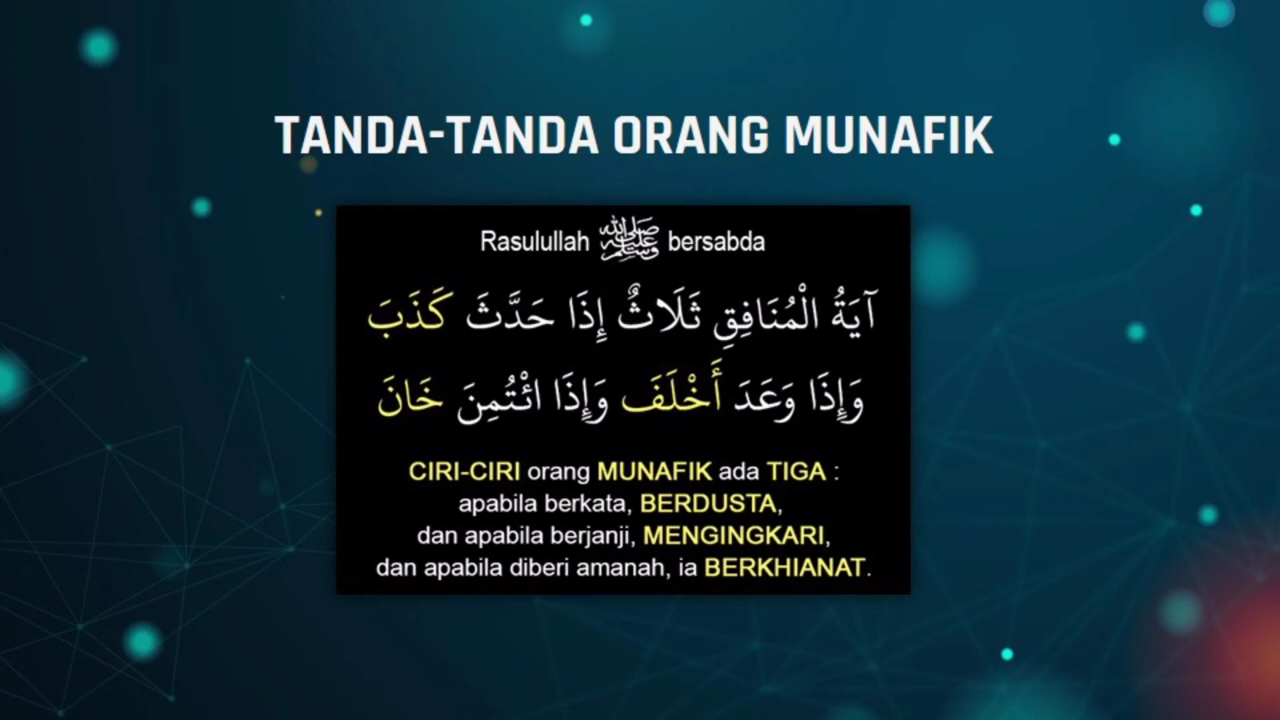 TANDA-TANDA ORANG MUNAFIK
Rasulullah ﷺ bersabda
آيَةُ الْمُنَافِقِ ثَلَاثٌ إِذَا حَدَّثَ كَذَبَ
وَإِذَا وَعَدَ أَخْلَفَ وَإِذَا ائْتُمِنَ خَانَ
CIRI-CIRI orang MUNAFIK ada TIGA :
apabila berkata, BERDUSTA,
dan apabila berjanji, MENGINGKARI,
dan apabila diberi amanah, ia BERKHIANAT.